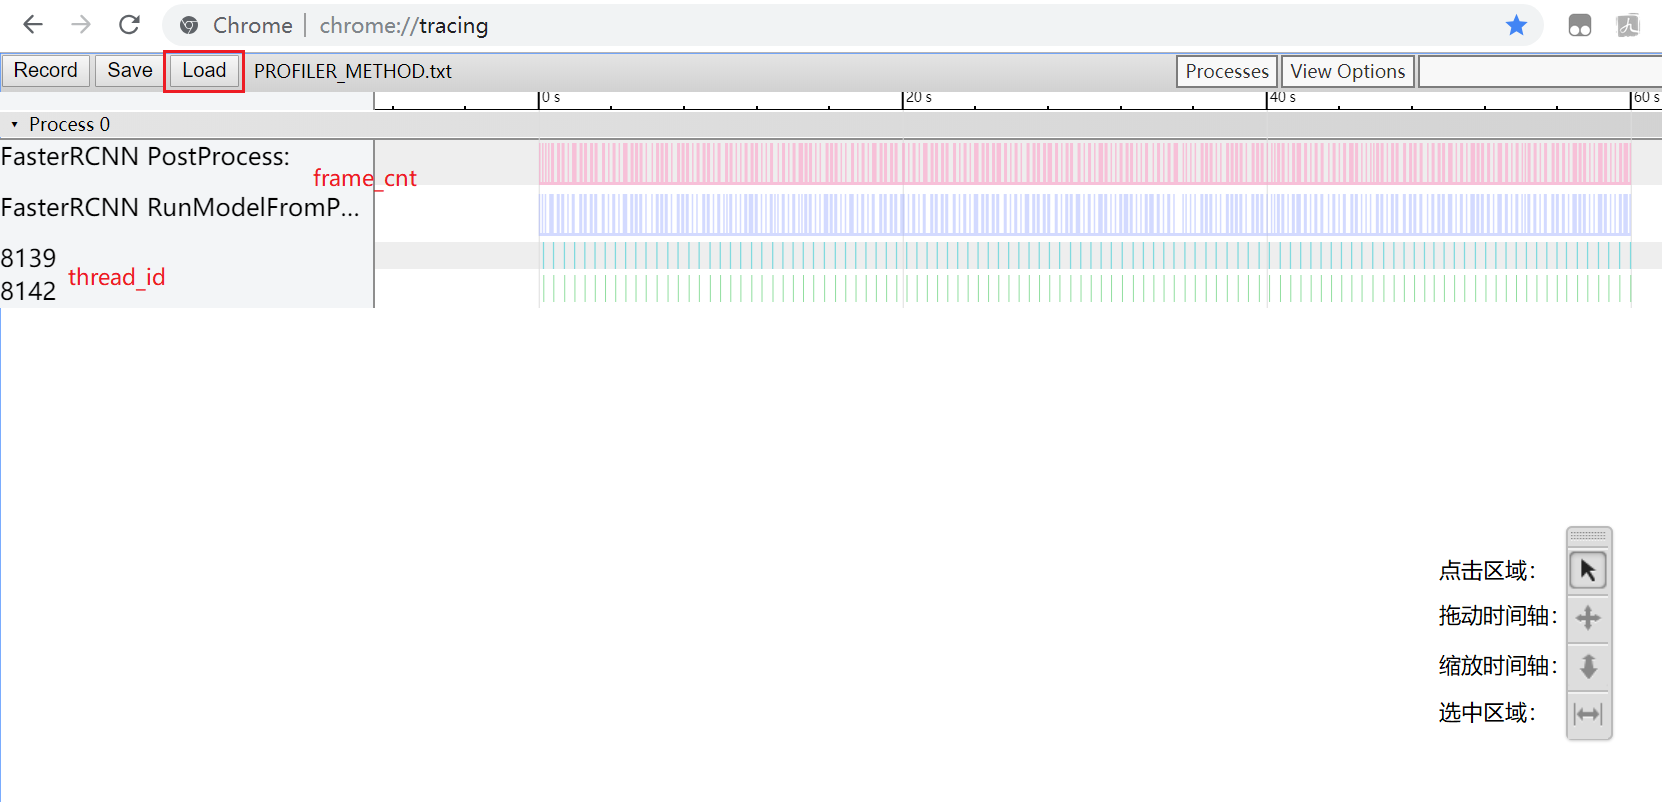 Chrome chrome://tracing
Record Save Load PROFILER_METHOD.txt Processes View Options
0 s 20 s 40 s 60 s
Process 0
FasterRCNN PostProcess:
frame_cnt
FasterRCNN RunModelFromP...
8139
thread_id
8142
点击区域：
拖动时间轴：
缩放时间轴：
选中区域：